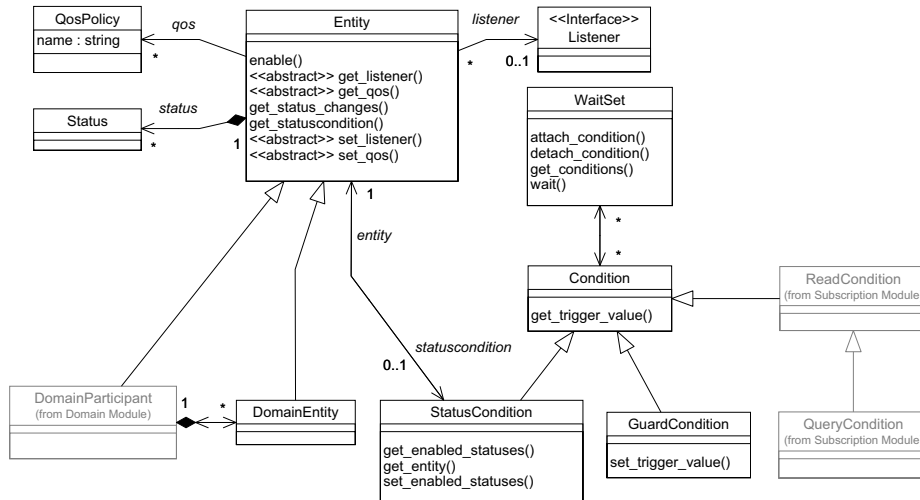 QosPolicy
name : string
qos
*
Entity
enable()
<<abstract>> get_listener()
<<abstract>> get_qos()
get_status_changes()
get_statuscondition()
<<abstract>> set_listener()
<<abstract>> set_qos()
listener
*
0..1
<<Interface>>
Listener
Status
status
*
1
WaitSet
attach_condition()
detach_condition()
get_conditions()
wait()
1
entity
*
*
Condition
get_trigger_value()
ReadCondition
(from Subscription Module)
statuscondition
0..1
DomainParticipant
(from Domain Module)
1
*
DomainEntity
StatusCondition
get_enabled_statuses()
get_entity()
set_enabled_statuses()
GuardCondition
set_trigger_value()
QueryCondition
(from Subscription Module)